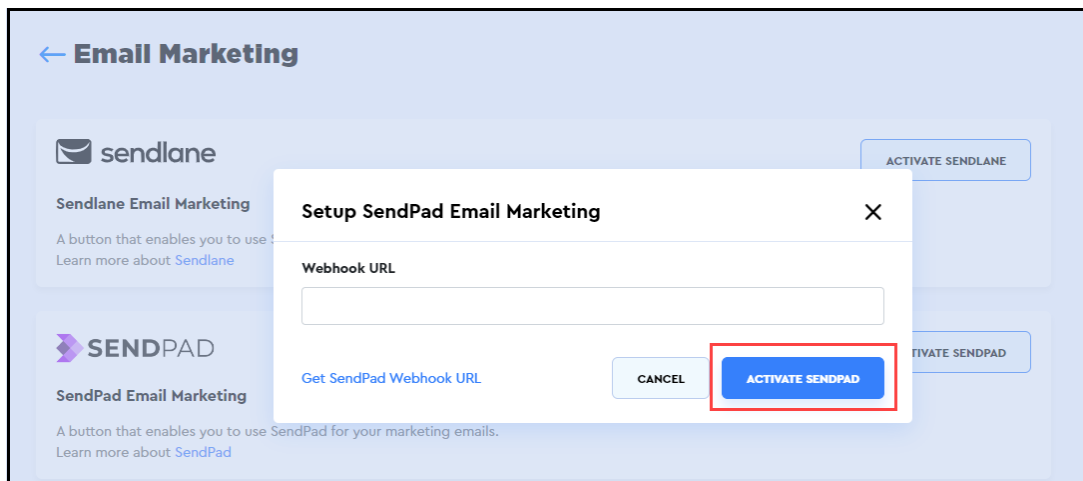 Email Marketing
sendlane
ACTIVATE SENDLANE
Sendlane Email Marketing
A button that enables you to use
Learn more about Sendlane
Setup SendPad Email Marketing
Webhook URL
Get SendPad Webhook URL
CANCEL
ACTIVATE SENDPAD
SENDPAD
TIVATE SENDPAD
SendPad Email Marketing
A button that enables you to use SendPad for your marketing emails.
Learn more about SendPad